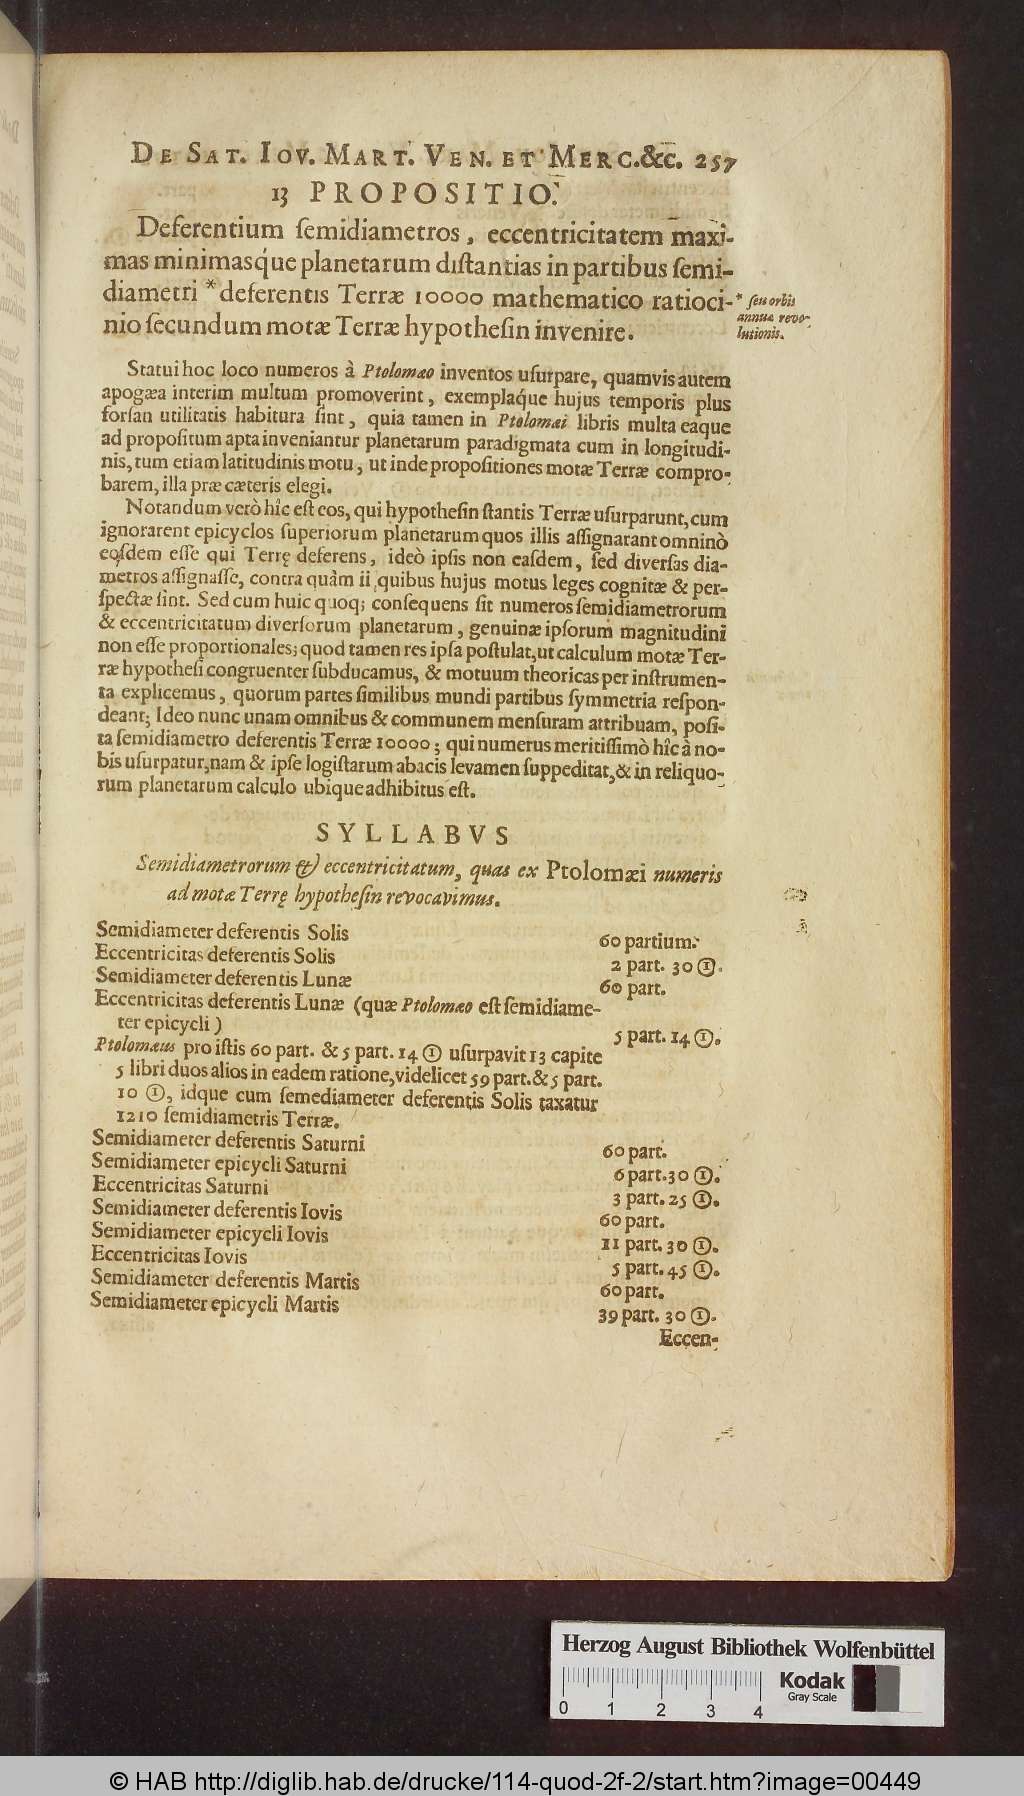 De Sat. Iov. Mart. Ven. et Merc. &c. 257
13 PROPOSITIO.
Deferentium ſemidiametros, eccentricitatem maxi-
mas minimasq́ue planetarum diſtantias in partibus ſemi-
diametri * deferentis Terræ 10000 mathematico ratioci-
nio ſecundum motæ Terræ hypotheſin invenire.
* ſeu orbis
annuæ revo-
lutionis.
Statui hoc loco numeros à Ptolomæo inventos uſurpare, quamvis autem
apogæa interim multum promoverint, exemplaq́ue hujus temporis plus
forſan utilitatis habitura ſint, quia tamen in Ptolomæi libris multa eaque
ad propoſitum apta inveniantur planetarum paradigmata cum in longitudi-
nis, tum etiam latitudinis motu, ut inde propoſitiones motæ Terræ compro-
barem, illa præ cæteris elegi.
Notandum verò hîc eſt eos, qui hypotheſin ſtantis Terræ uſurparunt, cum
ignorarent epicyclos ſuperiorum planetarum quos illis aſſignarant omninò
eoſdem eſſe qui Terrę deferens, ideò ipſis non eaſdem, ſed diverſas dia-
metros aſſignaſſe, contra quàm ii quibus hujus motus leges cognitæ & per-
ſpectæ ſint. Sed cum huic quoq; conſequens ſit numeros ſemidiametrorum
& eccentricitatum diverſorum planetarum, genuinæ ipſorum magnitudini
non eſſe proportionales; quod tamen res ipſa poſtulat, ut calculum motæ Ter-
ræ hypotheſi congruenter ſubducamus, & motuum theoricas per inſtrumen-
ta explicemus, quorum partes ſimilibus mundi partibus ſymmetria reſpon-
deant; Ideo nunc unam omnibus & communem menſuram attribuam, poſi-
ta ſemidiametro deferentis Terræ 10000; qui numerus meritiſſimò hîc à no-
bis uſurpatur, nam & ipſe logiſtarum abacis levamen ſuppeditat, & in reliquo-
rum planetarum calculo ubique adhibitus eſt.
SYLLABVS
Semidiametrorum & eccentricitatum, quas ex Ptolomæi numeris
ad motæ Terrę hypotheſin revocavimus.
Semidiameter deferentis Solis 60 partium.
Eccentricitas deferentis Solis 2 part. 30 ①.
Semidiameter deferentis Lunæ 60 part.
Eccentricitas deferentis Lunæ (quæ Ptolomæo eſt ſemidiame-
ter epicycli) 5 part. 14 ①.
Ptolomæus pro iſtis 60 part. & 5 part. 14 ① uſurpavit 13 capite
5 libri duos alios in eadem ratione, videlicet 59 part. & 5 part.
10 ①, idque cum ſemediameter deferentis Solis taxatur
1210 ſemidiametris Terræ.
Semidiameter deferentis Saturni 60 part.
Semidiameter epicycli Saturni 6 part. 30 ①.
Eccentricitas Saturni 3 part. 25 ①.
Semidiameter deferentis Iovis 60 part.
Semidiameter epicycli Iovis 11 part. 30 ①.
Eccentricitas Iovis 5 part. 45 ①.
Semidiameter deferentis Martis 60 part.
Semidiameter epicycli Martis 39 part. 30 ①.
Eccen-
Herzog August Bibliothek Wolfenbüttel
Kodak
Gray Scale
0 1 2 3 4
© HAB http://diglib.hab.de/drucke/114-quod-2f-2/start.htm?image=00449